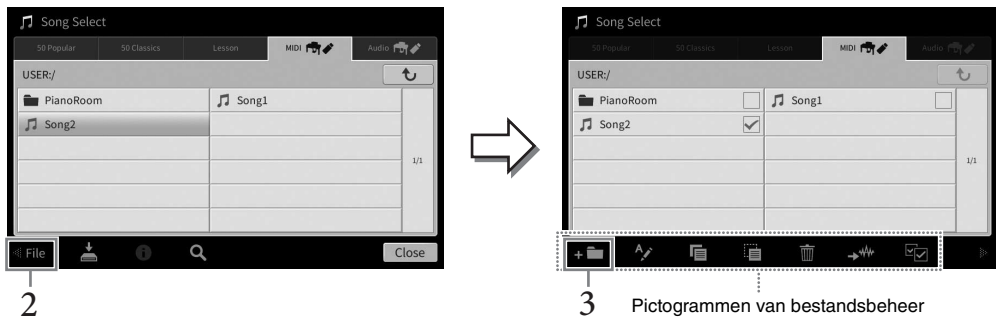 Song Select
50 Popular 50 Classics Lesson MIDI Audio
USER:/
PianoRoom Song1
Song2
1/1
File Close
2
Song Select
50 Popular 50 Classics Lesson MIDI Audio
USER:/
PianoRoom Song1
Song2
1/1
3
Pictogrammen van bestandsbeheer